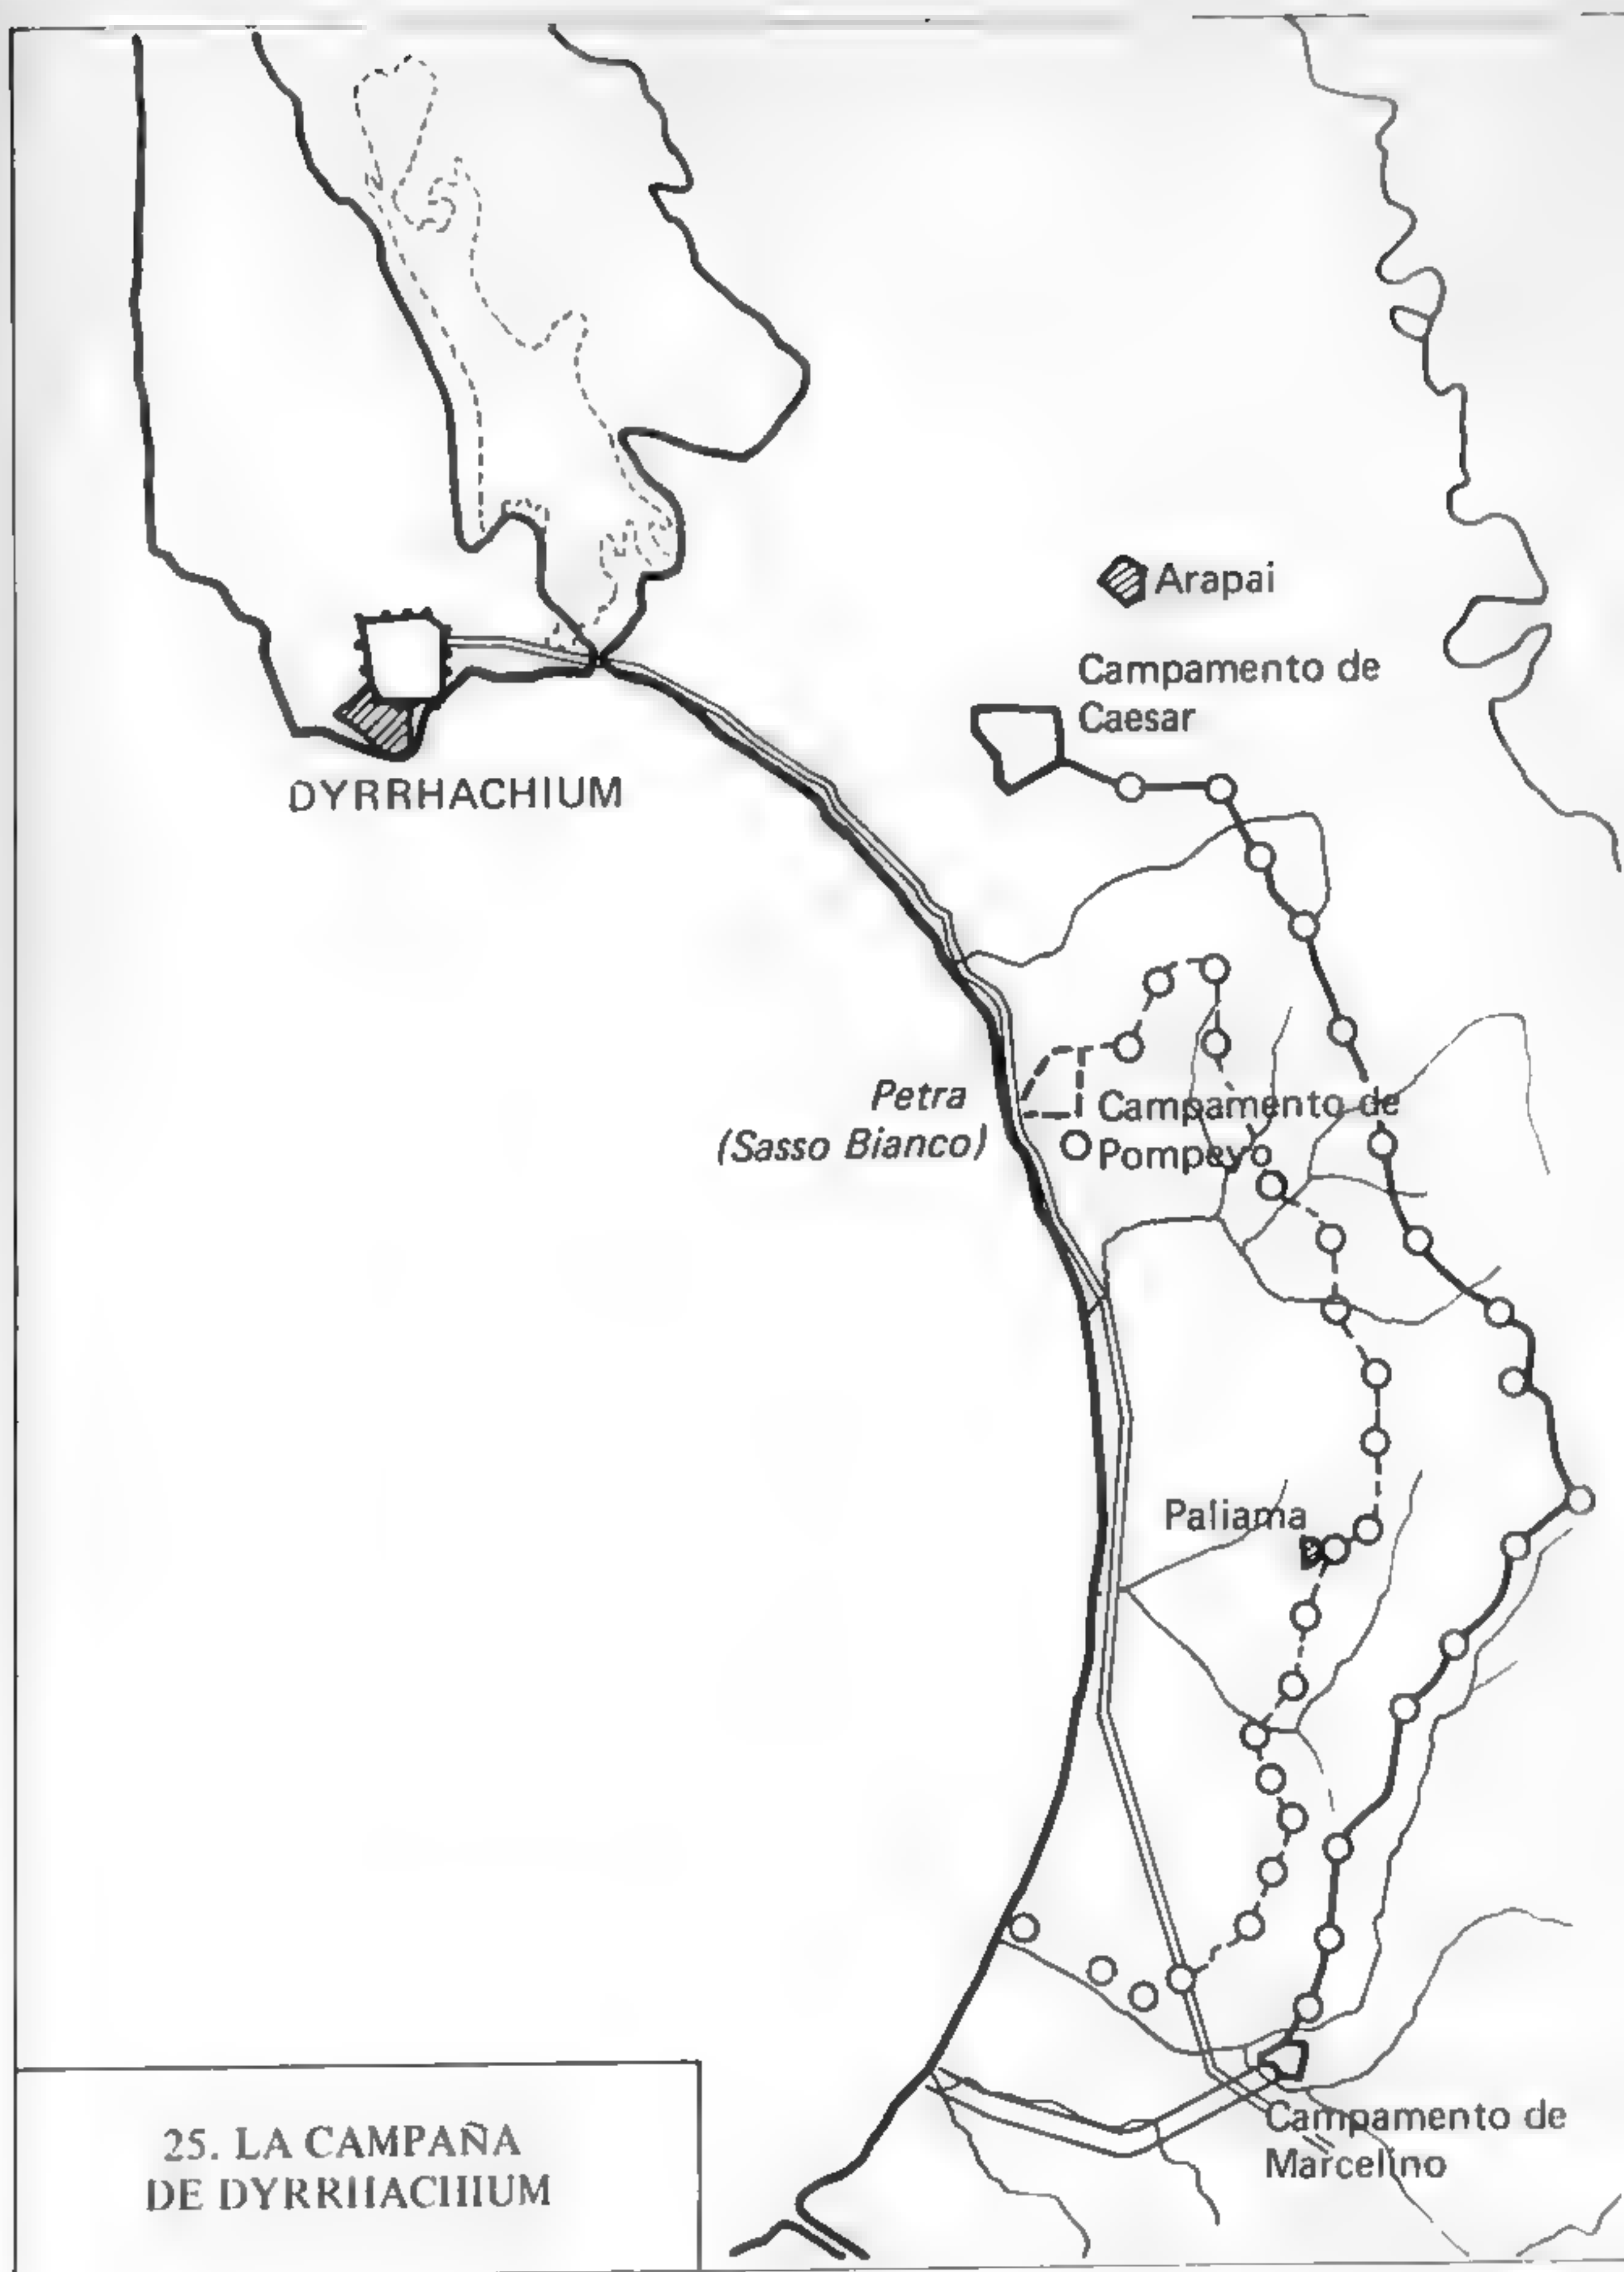 Arapai
Campamento de
Caesar
DYRRHACHIUM
Petra
(Sasso Bianco)
Campamento de
Pompeyo
Paliama
Campamento de
Marcelino
25. LA CAMPAÑA
DE DYRRHACHIUM